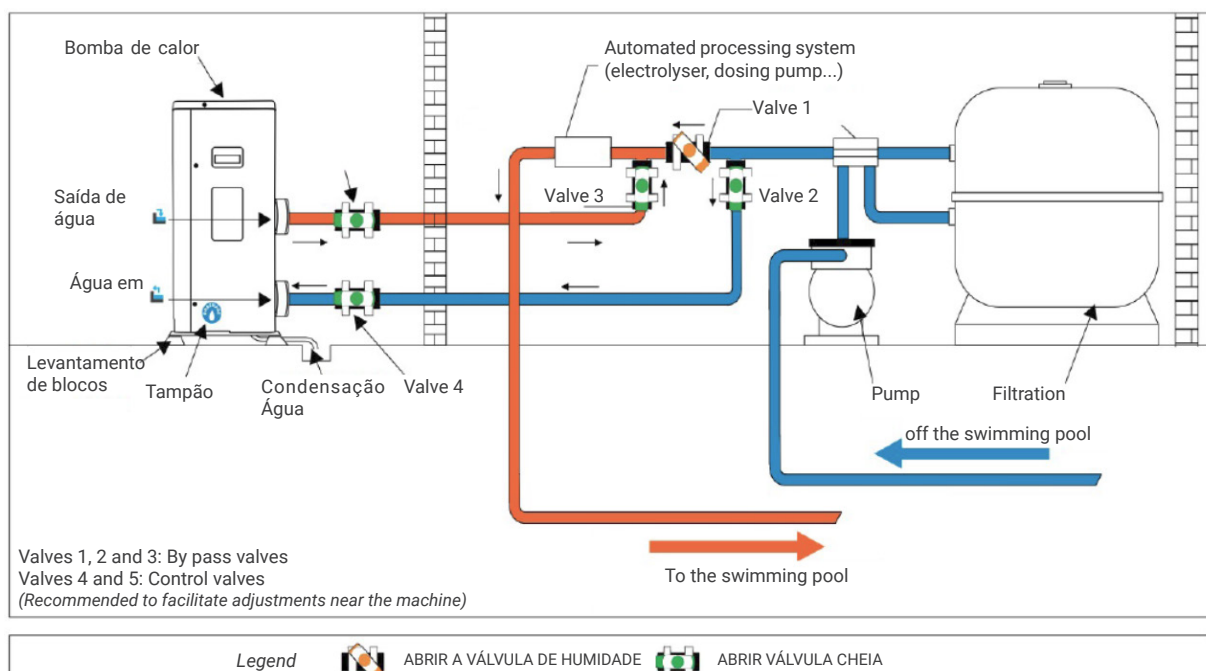 Bomba de calor
Automated processing system
(electrolyser, dosing pump...)
Valve 1
Saída de
água
Valve 3
Valve 2
Água em
Levantamento
de blocos
Tampão
Condensação
Água
Valve 4
Pump
Filtration
off the swimming pool
To the swimming pool
Valves 1, 2 and 3: By pass valves
Valves 4 and 5: Control valves
(Recommended to facilitate adjustments near the machine)
Legend
ABRIR A VÁLVULA DE HUMIDADE
ABRIR VÁLVULA CHEIA